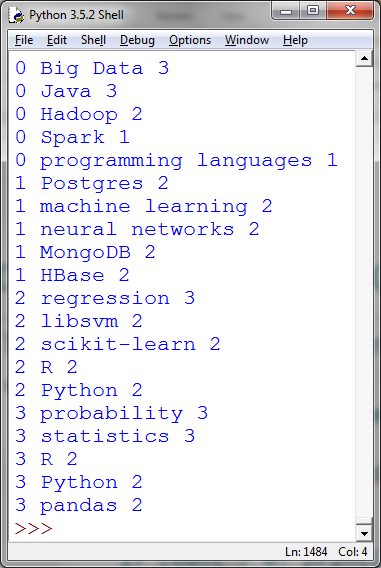 Python 3.5.2 Shell
File Edit Shell Debug Options Window Help
0 Big Data 3
0 Java 3
0 Hadoop 2
0 Spark 1
0 programming languages 1
1 Postgres 2
1 machine learning 2
1 neural networks 2
1 MongoDB 2
1 HBase 2
2 regression 3
2 libsvm 2
2 scikit-learn 2
2 R 2
2 Python 2
3 probability 3
3 statistics 3
3 R 2
3 Python 2
3 pandas 2
>>>
Ln: 1484 Col: 4